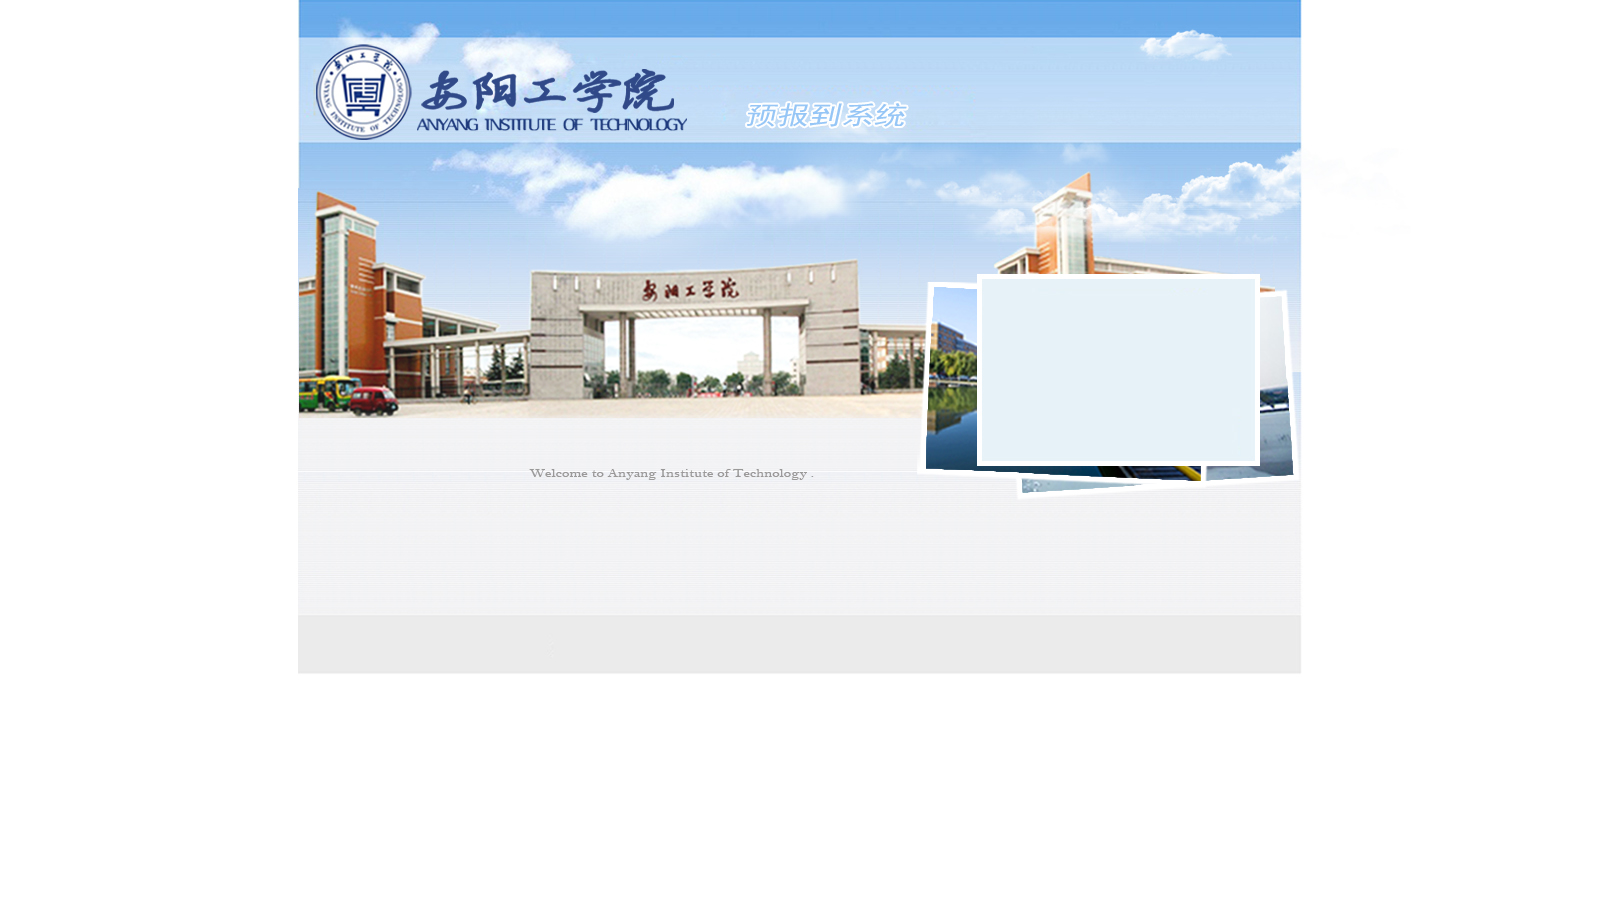 安阳工学院
ANYANG INSTITUTE OF TECHNOLOGY
预报到系统
安阳工学院
Welcome to Anyang Institute of Technology .